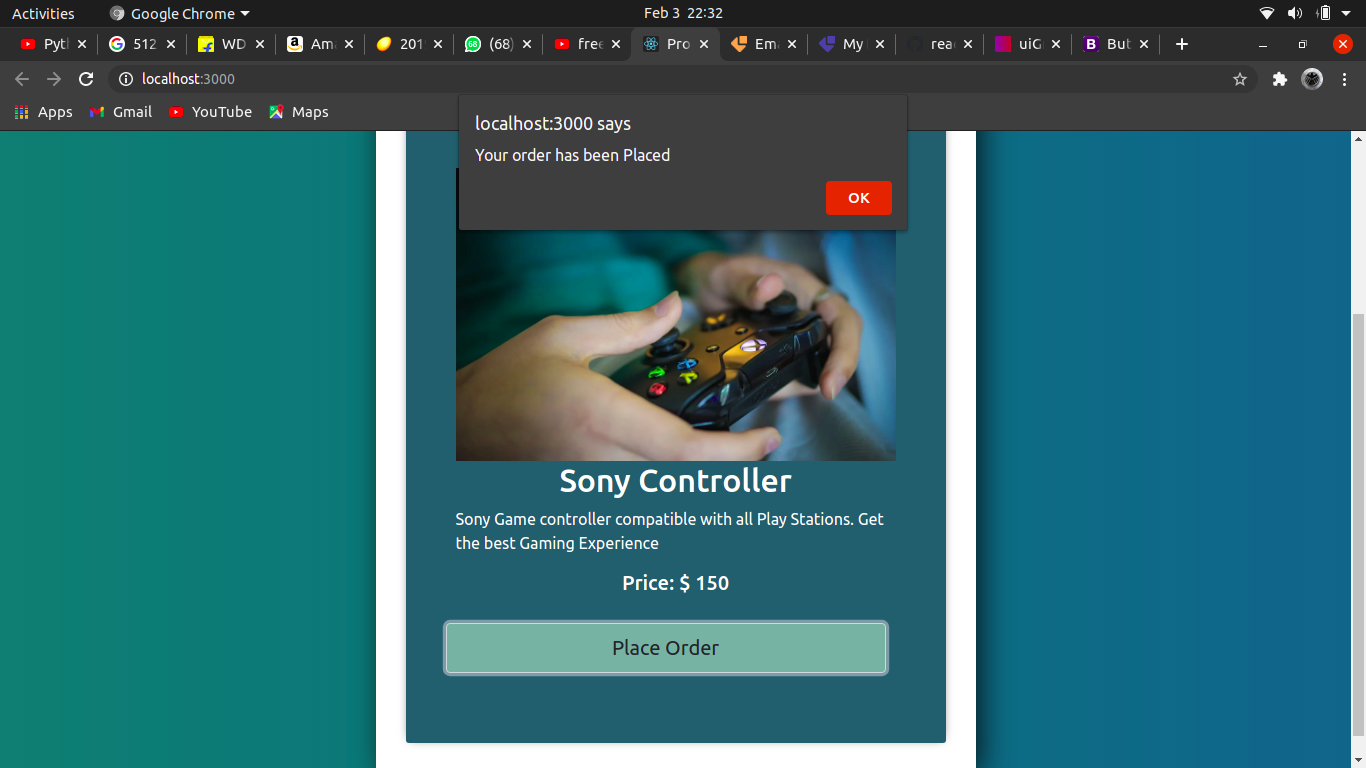 Activities
Google Chrome
Feb 3 22:32
Pyt
512
WD
Ama
201
(68)
free
Pro
Ema
My
rea
uiG
But
localhost:3000
Apps
Gmail
YouTube
Maps
localhost:3000 says
Your order has been Placed
OK
Sony Controller
Sony Game controller compatible with all Play Stations. Get
the best Gaming Experience
Price: $ 150
Place Order